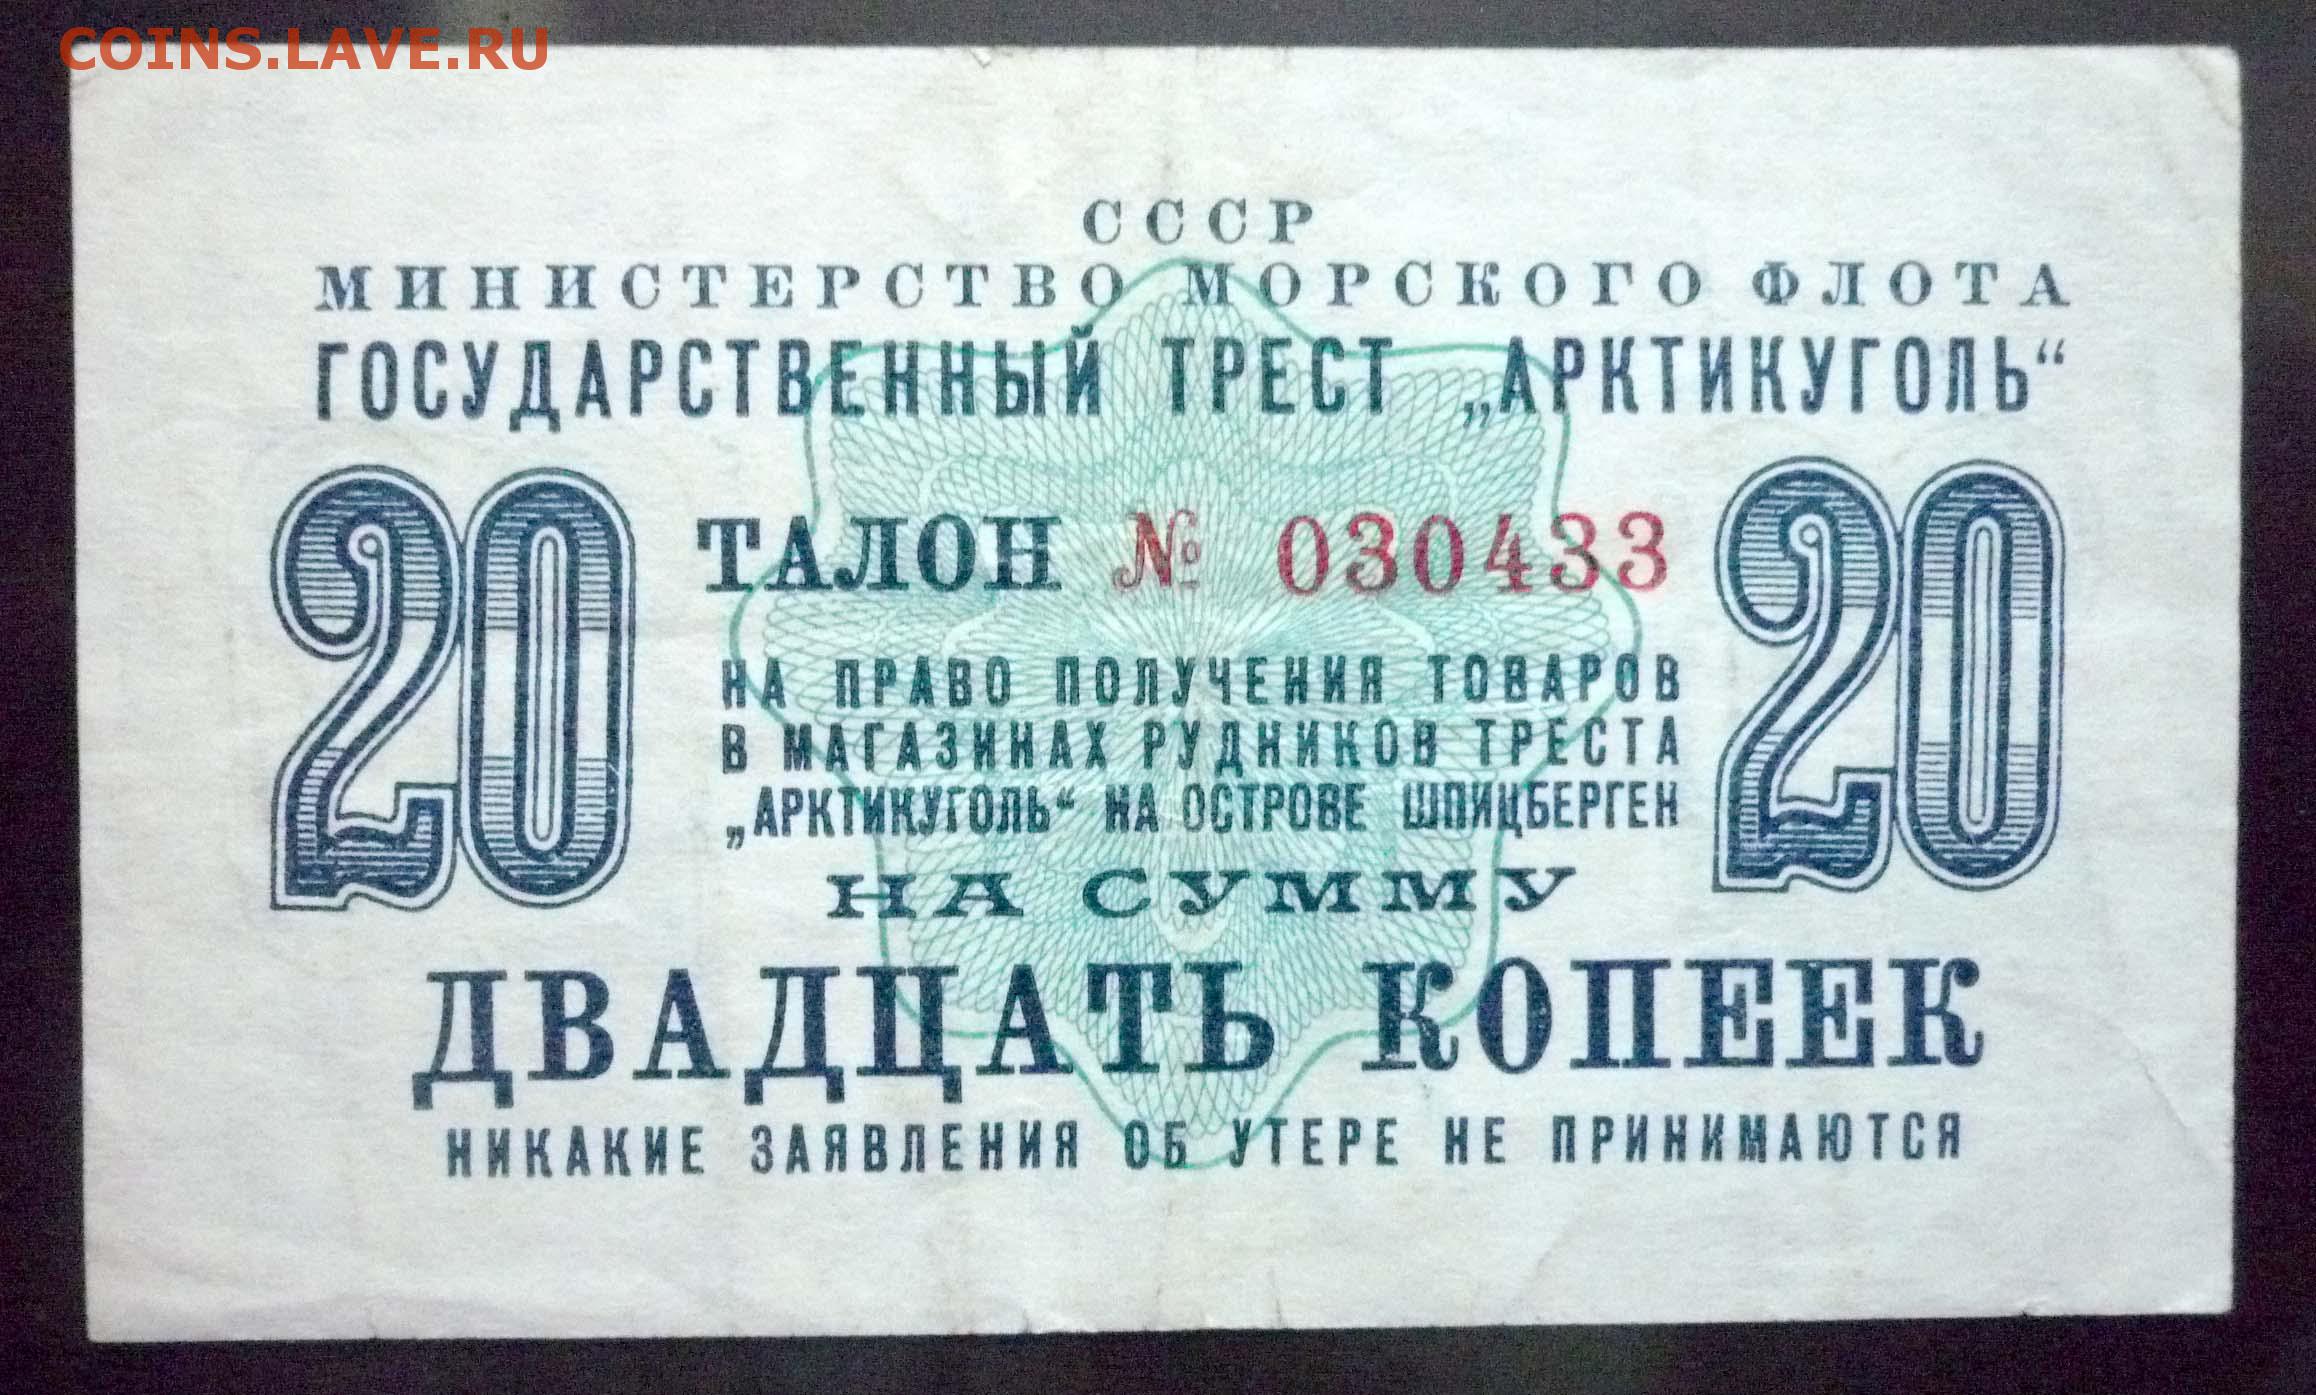 COINS.LAVE.RU
СССР
МИНИСТЕРСТВО МОРСКОГО ФЛОТА
ГОСУДАРСТВЕННЫЙ ТРЕСТ „АРКТИКУГОЛЬ“
20 ТАЛОН № 030433 20
НА ПРАВО ПОЛУЧЕНИЯ ТОВАРОВ
В МАГАЗИНАХ РУДНИКОВ ТРЕСТА
„АРКТИКУГОЛЬ“ НА ОСТРОВЕ ШПИЦБЕРГЕН
НА СУММУ
ДВАДЦАТЬ КОПЕЕК
НИКАКИЕ ЗАЯВЛЕНИЯ ОБ УТЕРЕ НЕ ПРИНИМАЮТСЯ